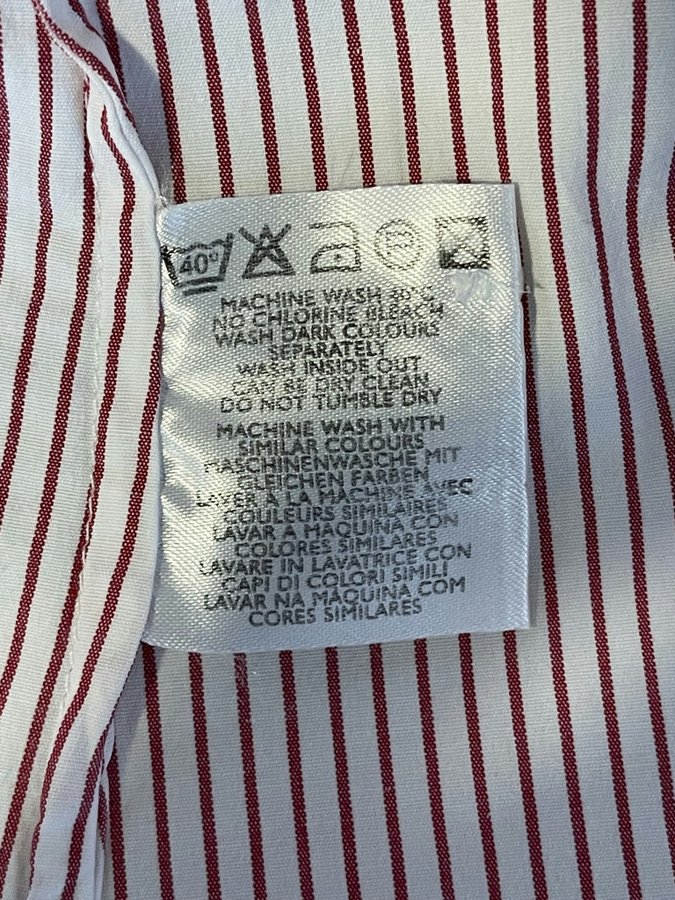 40°
MACHINE WASH 30°C
NO CHLORINE BLEACH
WASH DARK COLOURS
SEPARATELY
WASH INSIDE OUT
CAN BE DRY CLEAN
DO NOT TUMBLE DRY
MACHINE WASH WITH
SIMILAR COLOURS
MASCHINENWASCHE MIT
GLEICHEN FARBEN
LAVER A LA MACHINE AVEC
COULEURS SIMILAIRES
LAVAR A MAQUINA CON
COLORES SIMILARES
LAVARE IN LAVATRICE CON
CAPI DI COLORI SIMILI
LAVAR NA MÁQUINA COM
CORES SIMILARES